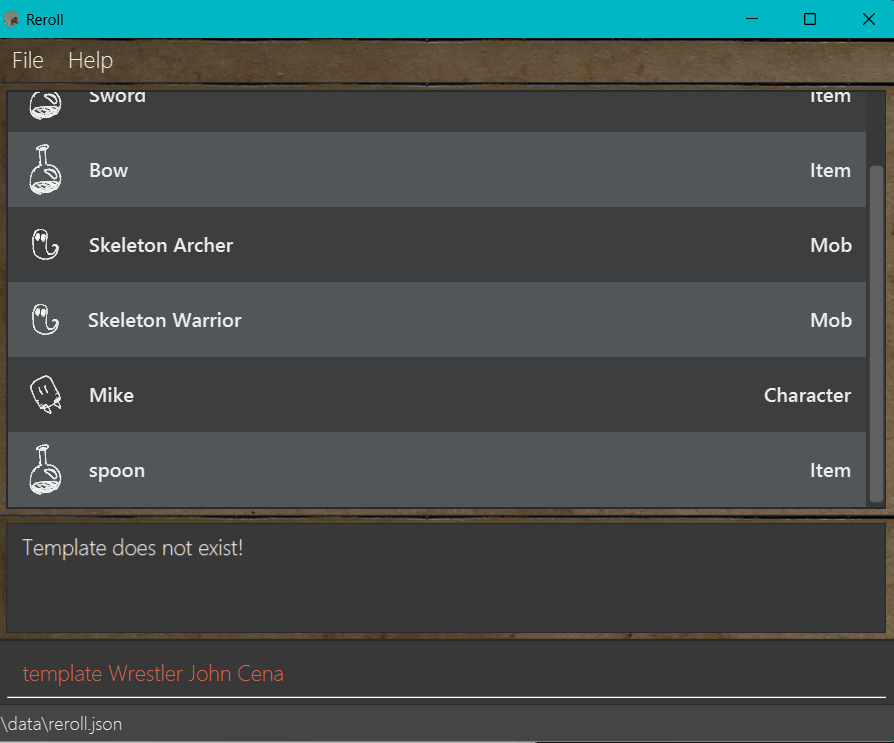 Reroll
File Help
Sword Item
Bow Item
Skeleton Archer Mob
Skeleton Warrior Mob
Mike Character
spoon Item
Template does not exist!
template Wrestler John Cena
\data\reroll.json